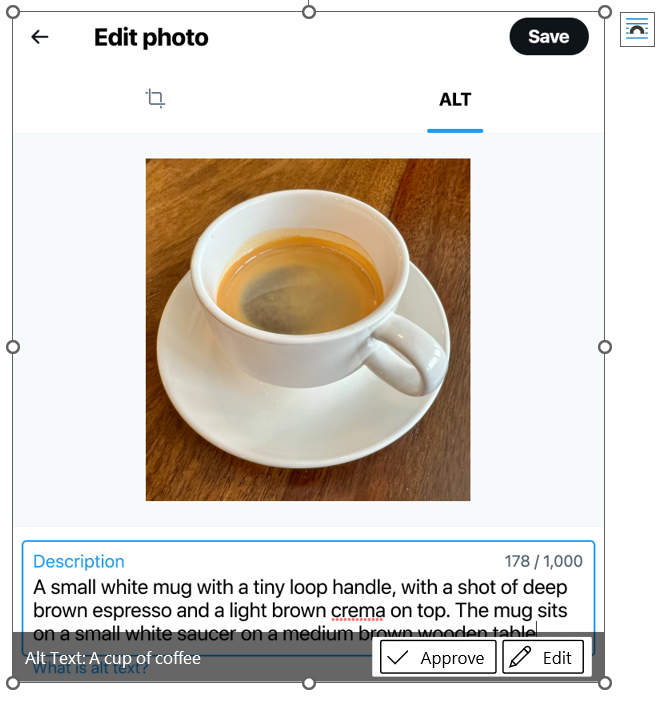 Edit photo
Save
ALT
Description
178 / 1,000
A small white mug with a tiny loop handle, with a shot of deep
brown espresso and a light brown crema on top. The mug sits
on a small white saucer on a medium brown wooden table
Alt Text: A cup of coffee
Approve
Edit
What is alt text?